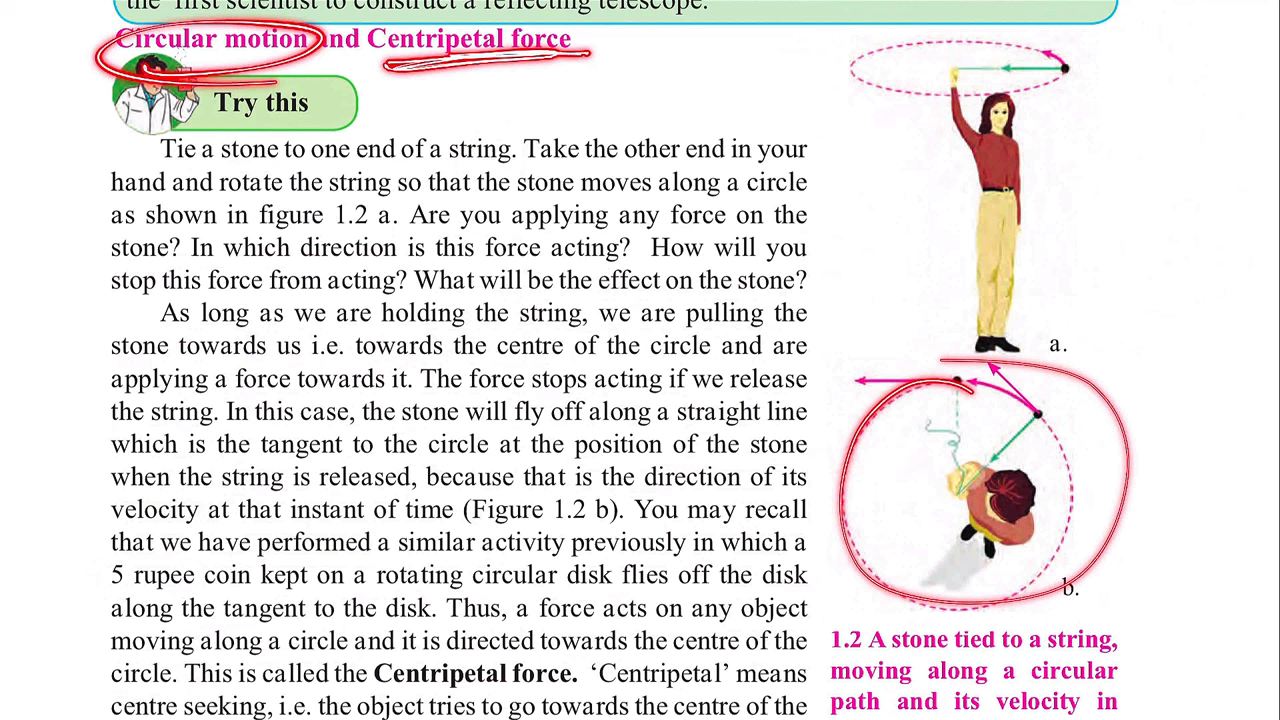 the first scientist to construct a reflecting telescope.
Circular motion and Centripetal force
Try this
Tie a stone to one end of a string. Take the other end in your
hand and rotate the string so that the stone moves along a circle
as shown in figure 1.2 a. Are you applying any force on the
stone? In which direction is this force acting? How will you
stop this force from acting? What will be the effect on the stone?
As long as we are holding the string, we are pulling the
stone towards us i.e. towards the centre of the circle and are
applying a force towards it. The force stops acting if we release
the string. In this case, the stone will fly off along a straight line
which is the tangent to the circle at the position of the stone
when the string is released, because that is the direction of its
velocity at that instant of time (Figure 1.2 b). You may recall
that we have performed a similar activity previously in which a
5 rupee coin kept on a rotating circular disk flies off the disk
along the tangent to the disk. Thus, a force acts on any object
moving along a circle and it is directed towards the centre of the
circle. This is called the Centripetal force. ‘Centripetal’ means
centre seeking, i.e. the object tries to go towards the centre of the
a.
b.
1.2 A stone tied to a string,
moving along a circular
path and its velocity in